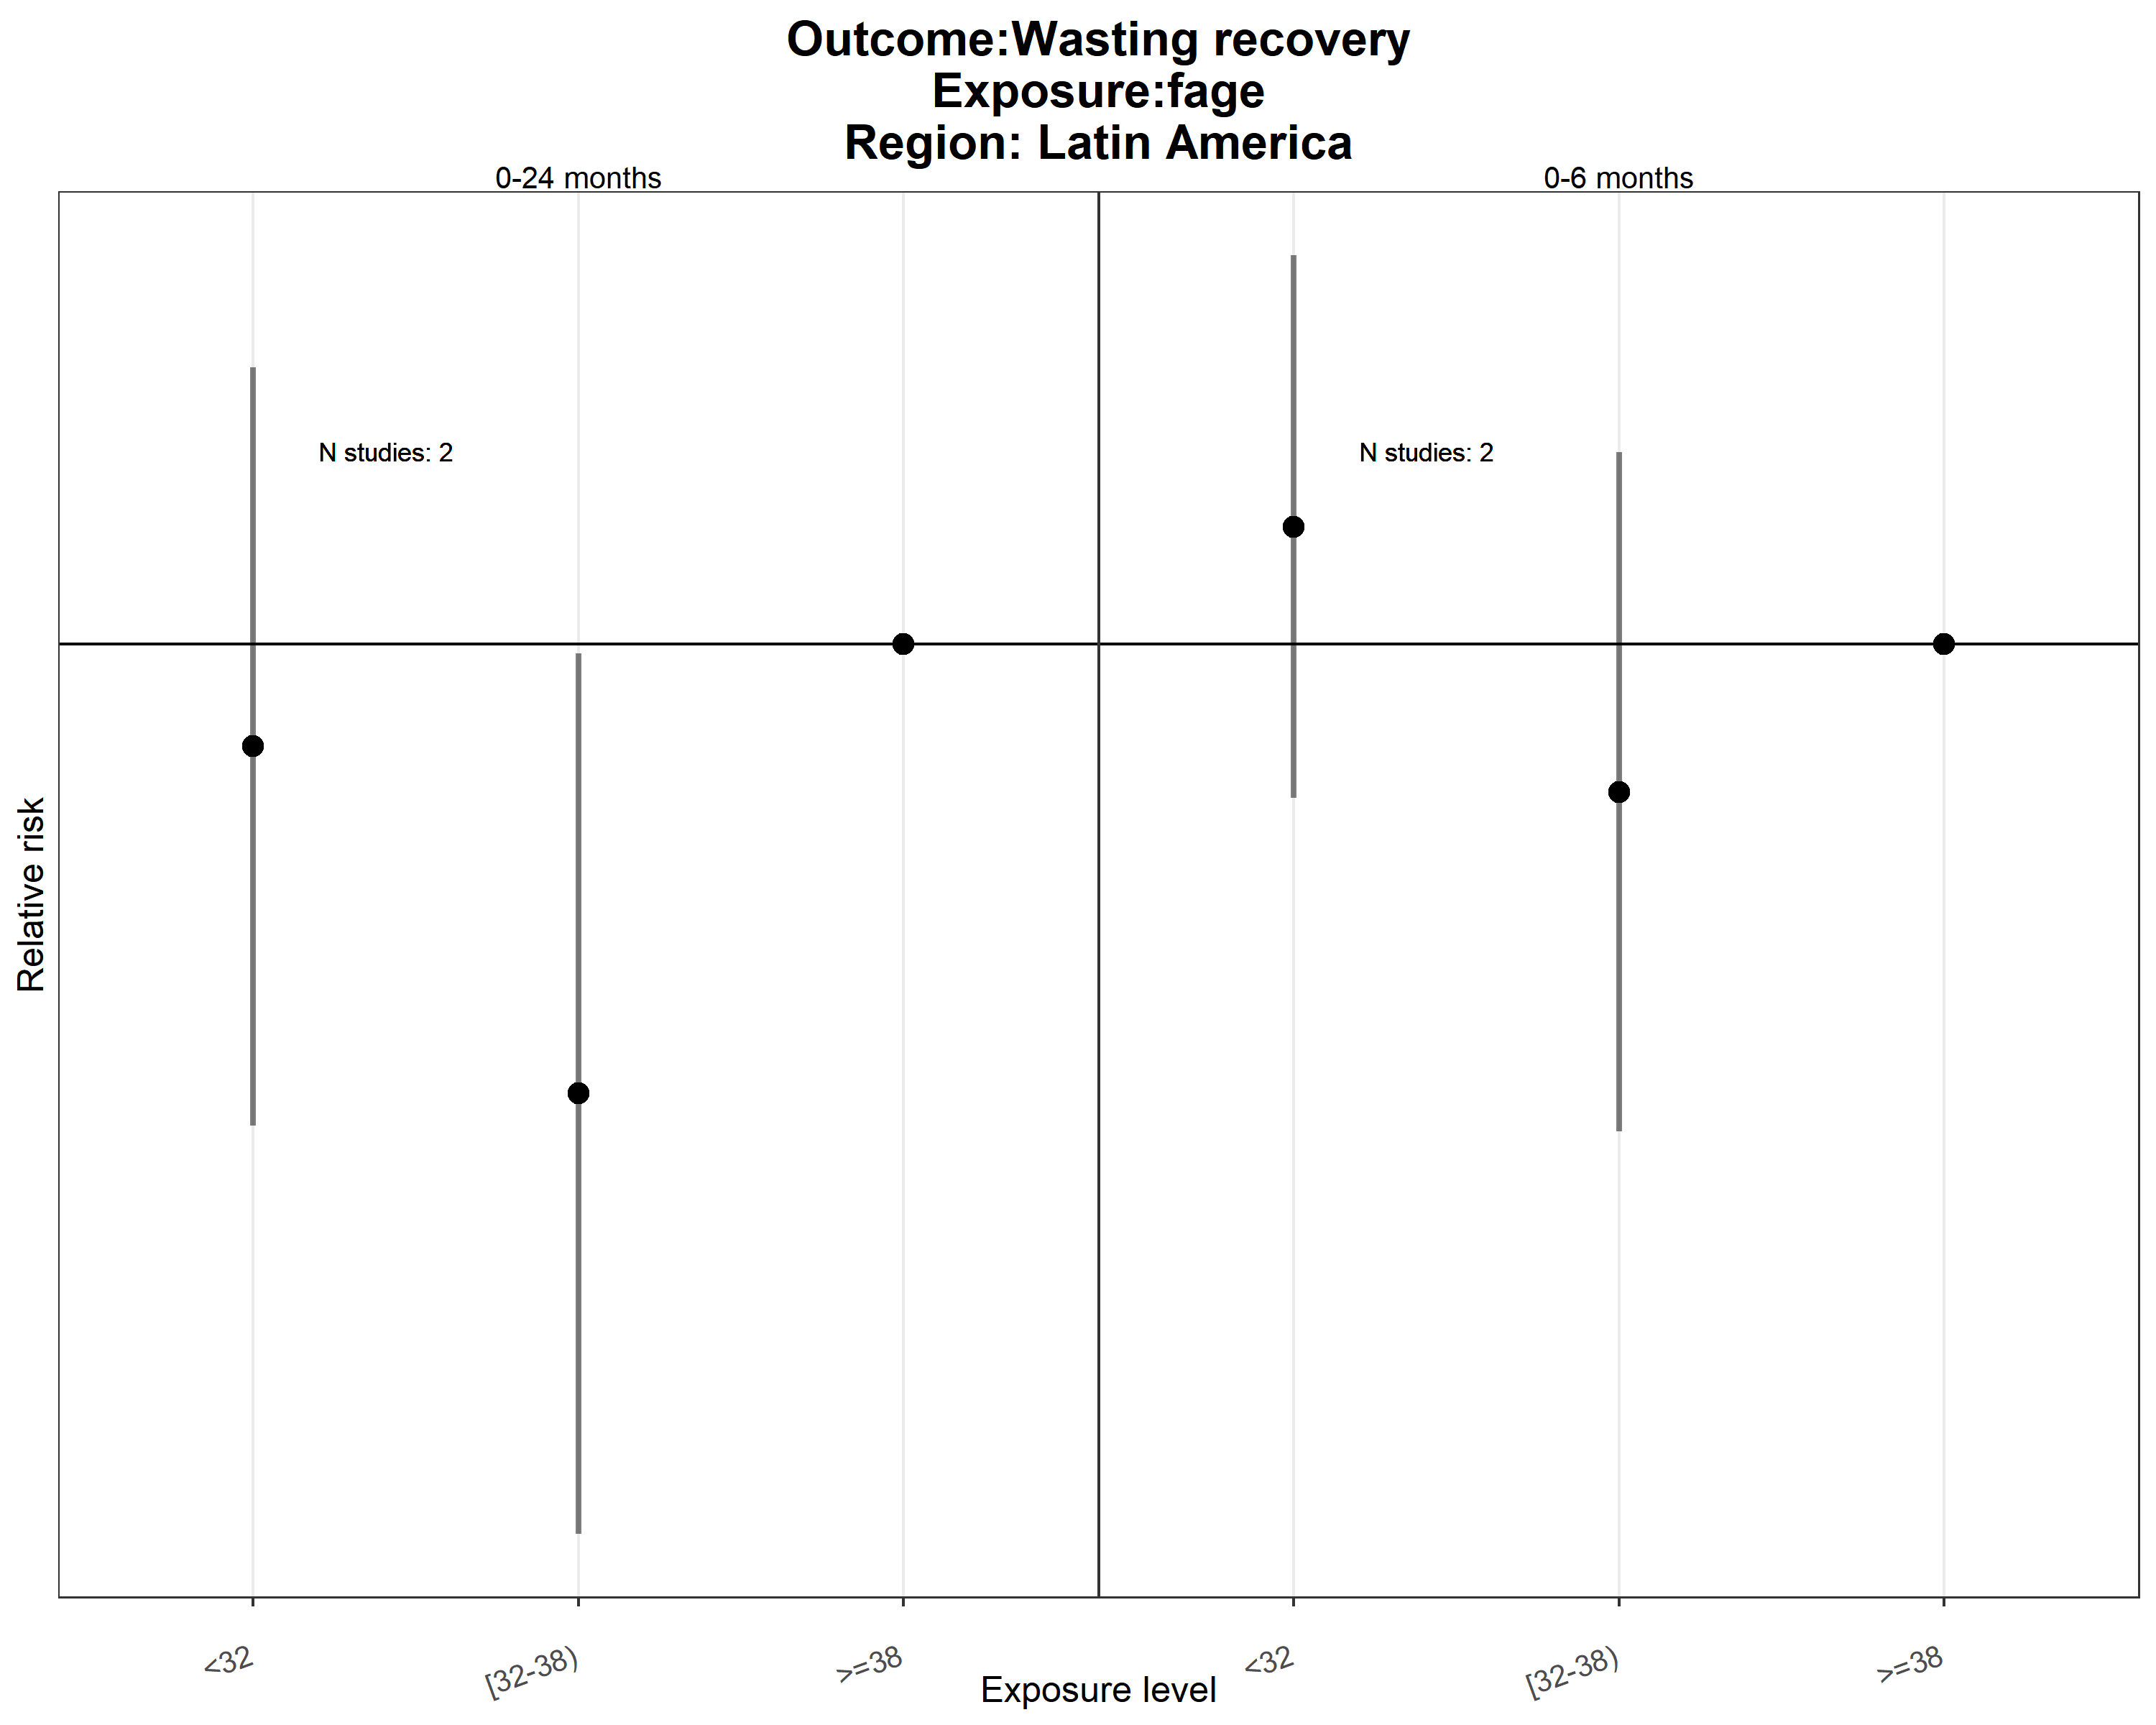 Outcome:Wasting recovery
Exposure:fage
Region: Latin America
0-24 months
0-6 months
N studies: 2
N studies: 2
Relative risk
<32
[32-38)
>=38
<32
[32-38)
>=38
Exposure level